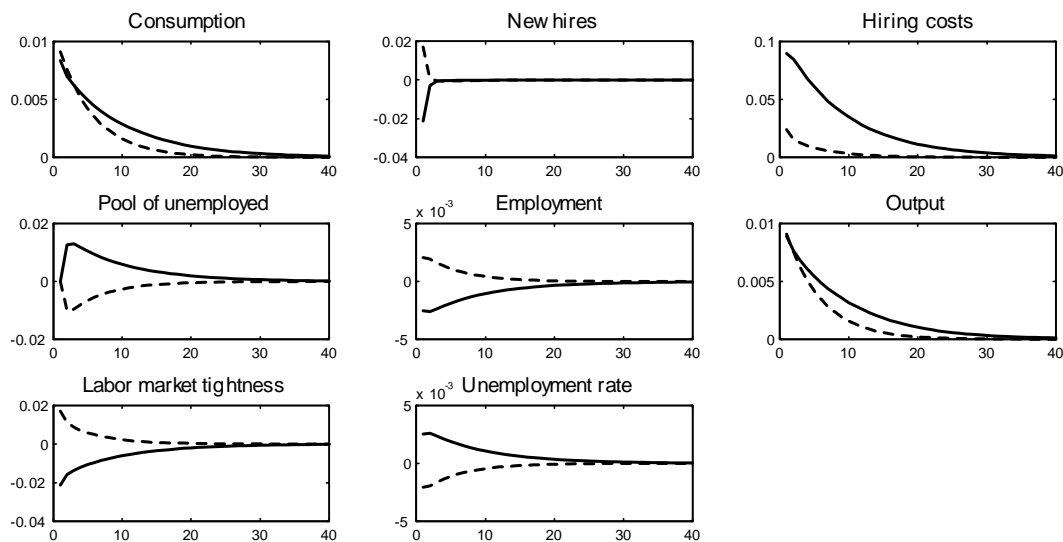 Consumption
0.01
0.005
0
0 10 20 30 40
New hires
0.02
0
-0.02
-0.04
0 10 20 30 40
Hiring costs
0.1
0.05
0
0 10 20 30 40
Pool of unemployed
0.02
0
-0.02
0 10 20 30 40
Employment
x 10-3
5
0
-5
0 10 20 30 40
Output
0.01
0.005
0
0 10 20 30 40
Labor market tightness
0.02
0
-0.02
-0.04
0 10 20 30 40
Unemployment rate
x 10-3
5
0
-5
0 10 20 30 40